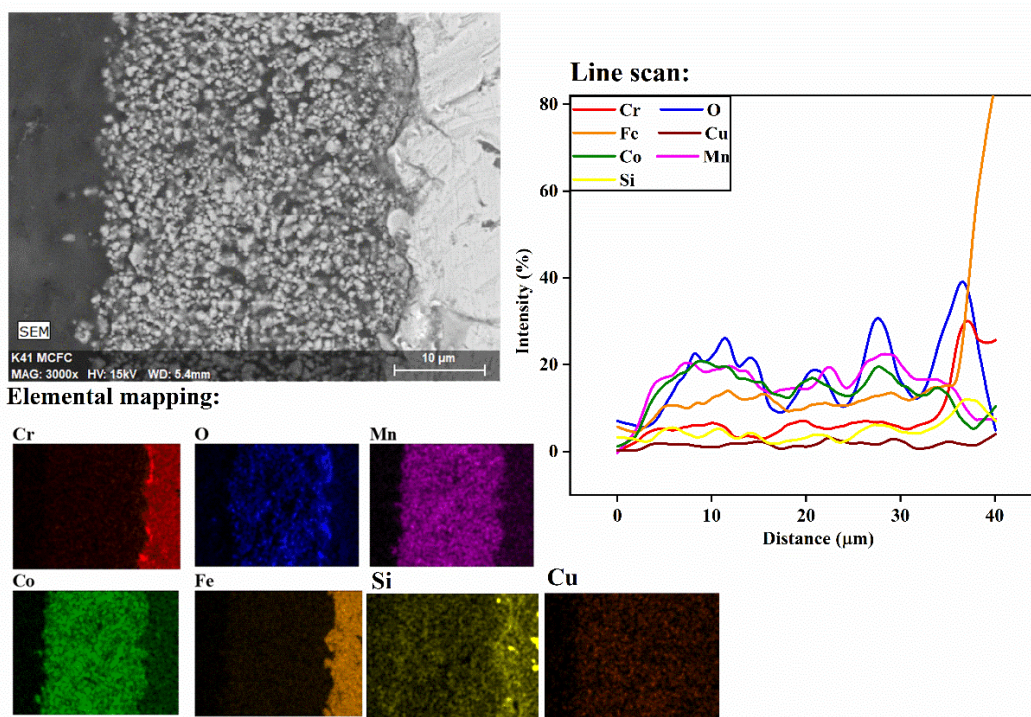 SEM
K41 MCFC
MAG: 3000x HV: 15kV WD: 5.4mm
10 µm
Line scan:
80
60
40
20
0
Intensity (%)
Cr O
Fe Cu
Co Mn
Si
0 10 20 30 40
Distance (µm)
Elemental mapping:
Cr O Mn
Co Fe Si Cu